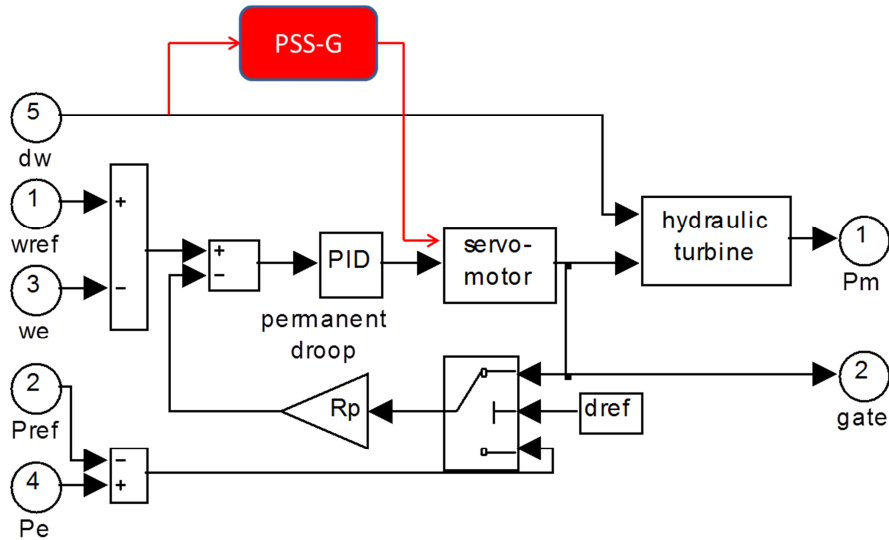 PSS-G
5
dw
1
wref
+
3
we
−
+
−
PID
permanent
droop
servo-
motor
hydraulic
turbine
1
Pm
2
Pref
−
4
Pe
+
Rp
dref
2
gate